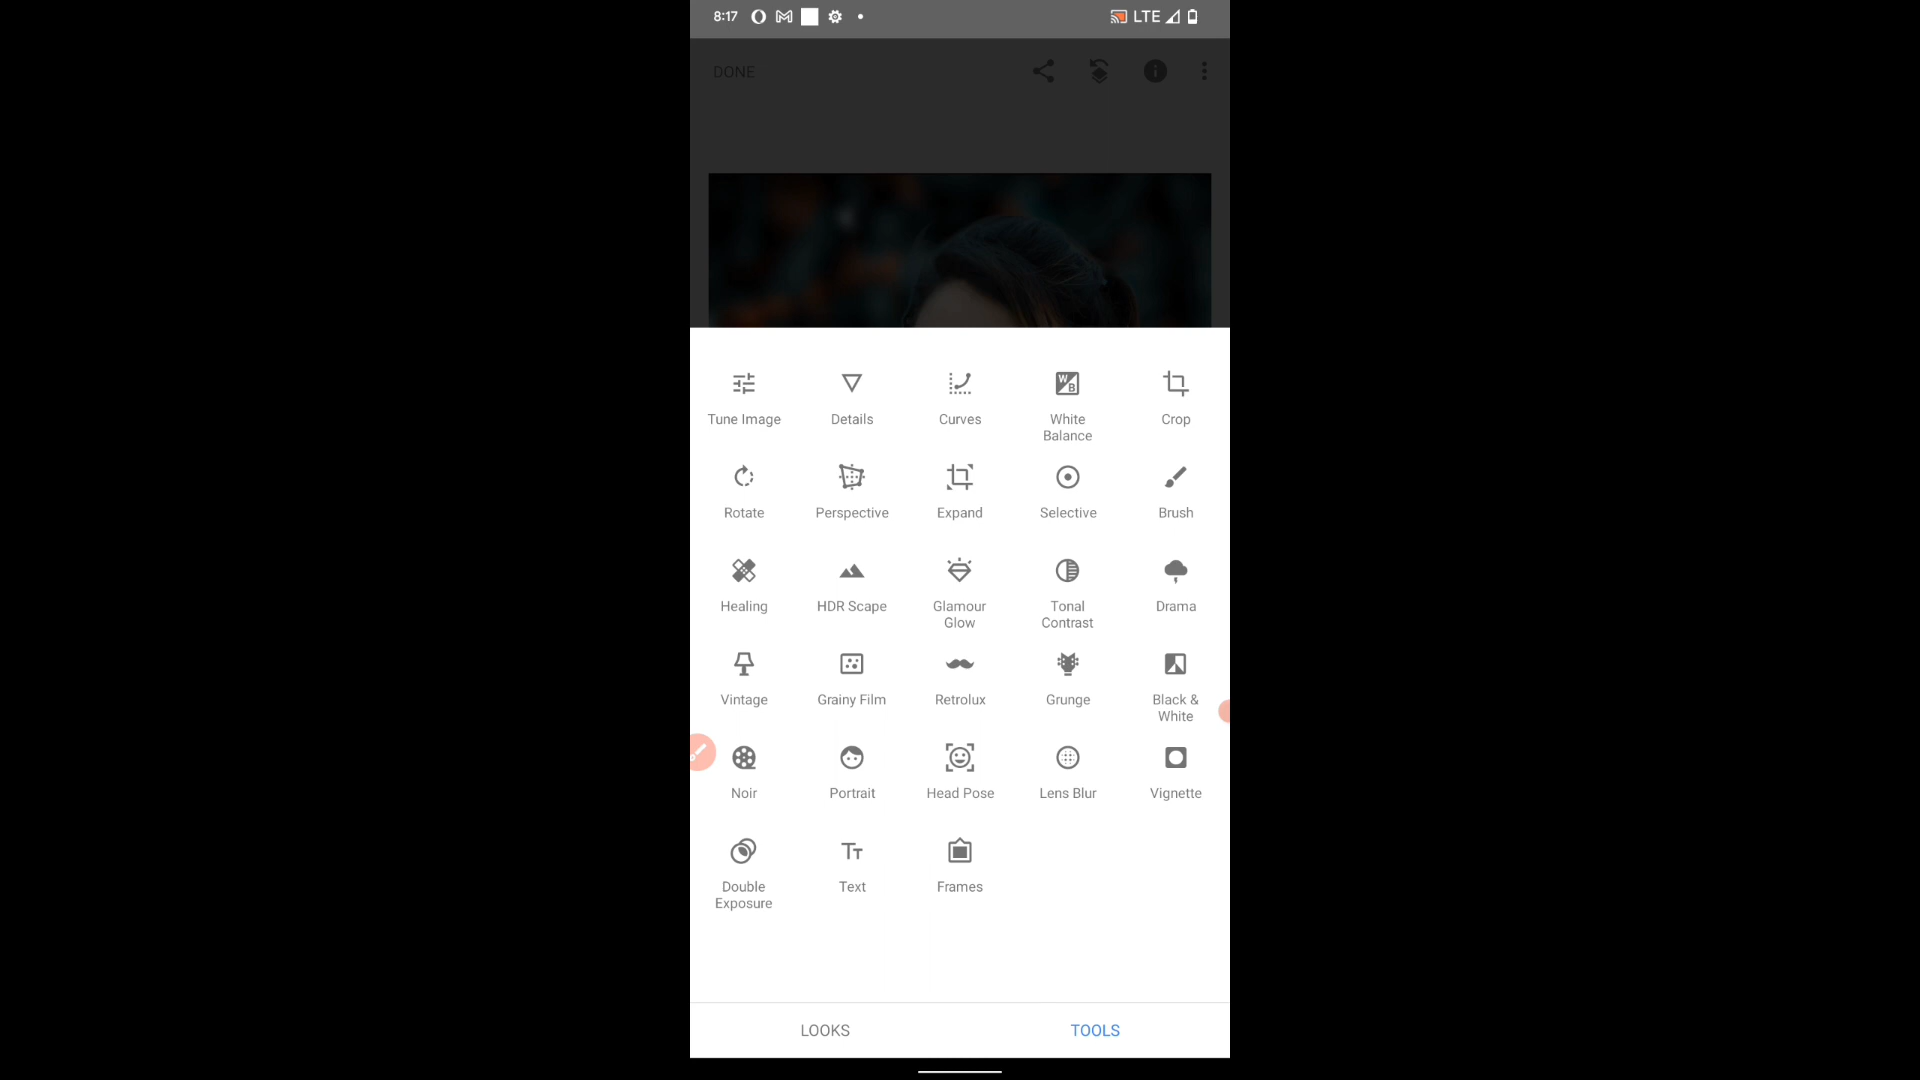 8:17
LTE
DONE
Tune Image
Details
Curves
White
Balance
Crop
Rotate
Perspective
Expand
Selective
Brush
Healing
HDR Scape
Glamour
Glow
Tonal
Contrast
Drama
Vintage
Grainy Film
Retrolux
Grunge
Black &
White
Noir
Portrait
Head Pose
Lens Blur
Vignette
Double
Exposure
Text
Frames
LOOKS
TOOLS